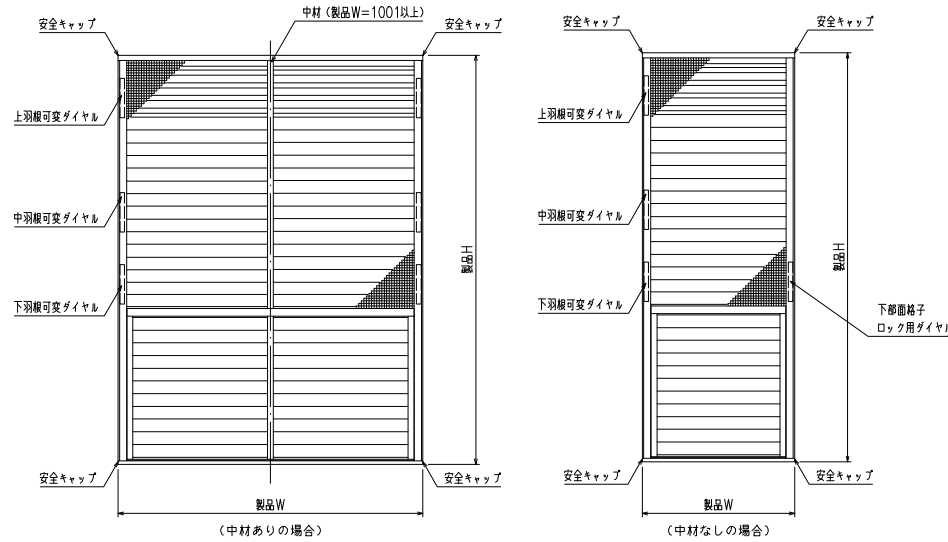 中材(製品W=1001以上)
安全キャップ
安全キャップ
上羽根可変ダイヤル
中羽根可変ダイヤル
下羽根可変ダイヤル
製品H
安全キャップ
安全キャップ
製品W
(中材ありの場合)
安全キャップ
安全キャップ
上羽根可変ダイヤル
中羽根可変ダイヤル
下羽根可変ダイヤル
製品H
下部面格子
ロック用ダイヤル
安全キャップ
安全キャップ
製品W
(中材なしの場合)